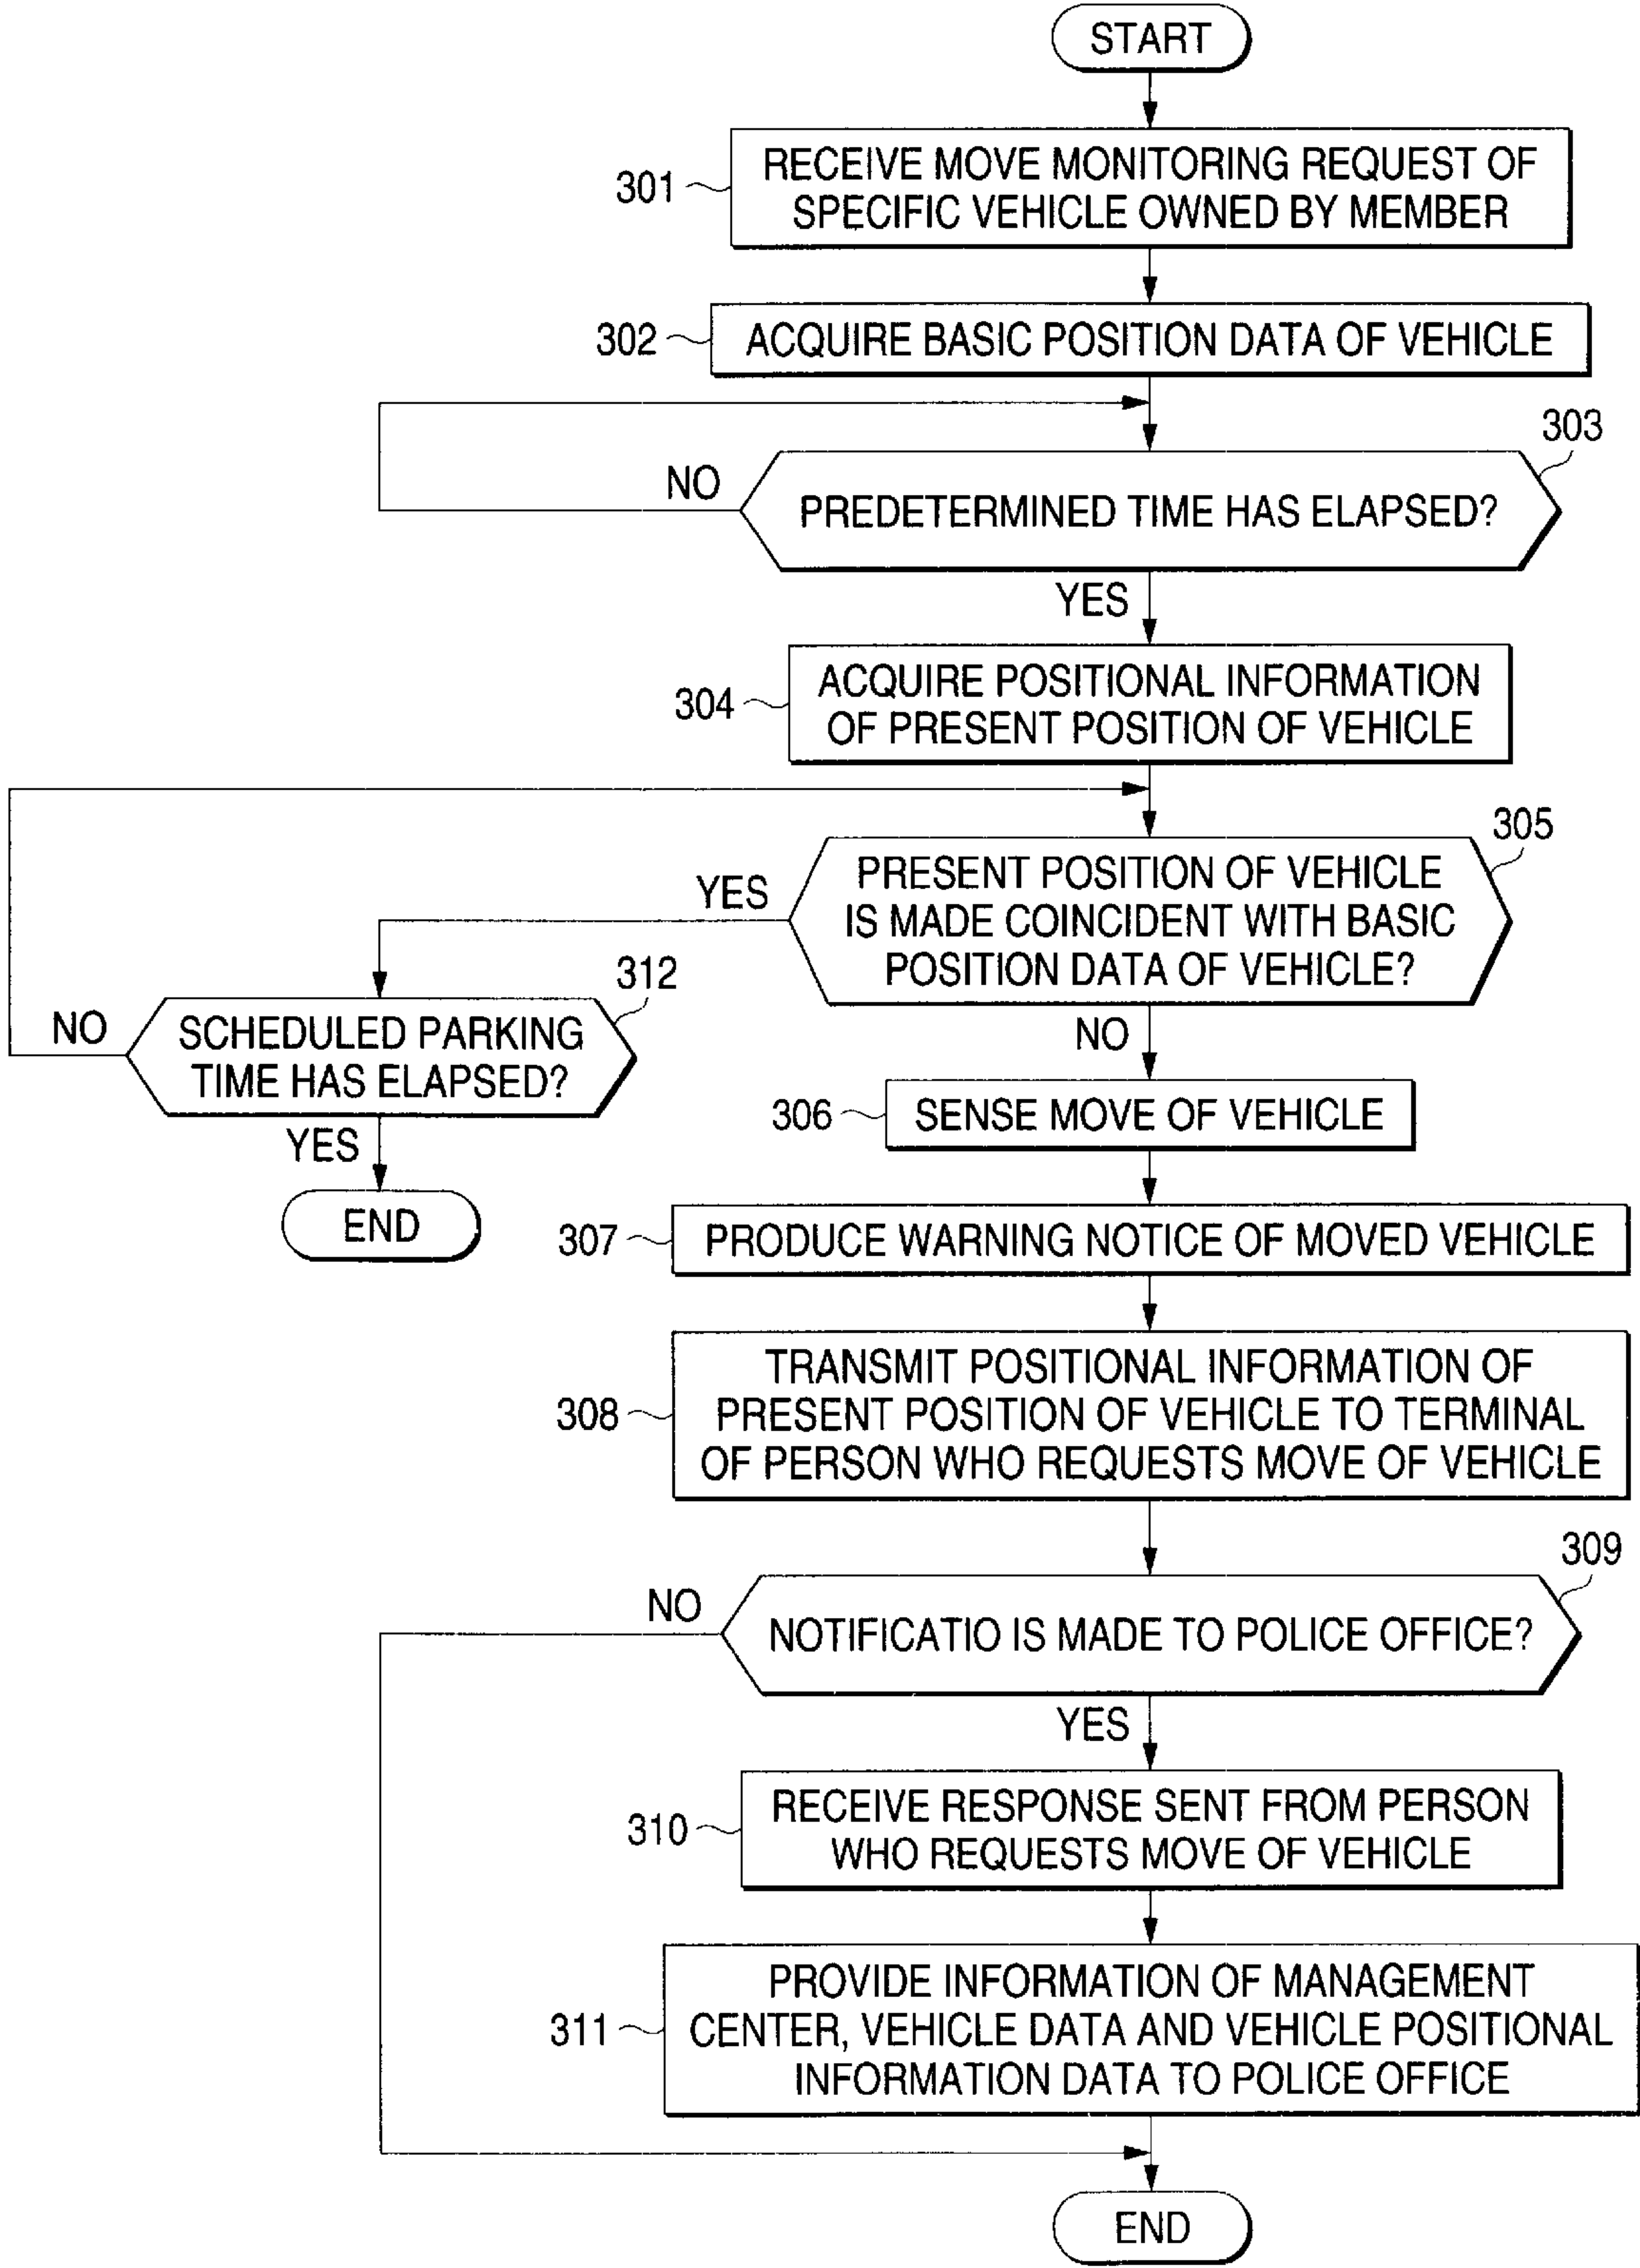 START
301
RECEIVE MOVE MONITORING REQUEST OF
SPECIFIC VEHICLE OWNED BY MEMBER
302
ACQUIRE BASIC POSITION DATA OF VEHICLE
303
NO
PREDETERMINED TIME HAS ELAPSED?
YES
304
ACQUIRE POSITIONAL INFORMATION
OF PRESENT POSITION OF VEHICLE
305
YES
PRESENT POSITION OF VEHICLE
IS MADE COINCIDENT WITH BASIC
POSITION DATA OF VEHICLE?
312
NO
SCHEDULED PARKING
TIME HAS ELAPSED?
YES
END
NO
306
SENSE MOVE OF VEHICLE
307
PRODUCE WARNING NOTICE OF MOVED VEHICLE
308
TRANSMIT POSITIONAL INFORMATION OF
PRESENT POSITION OF VEHICLE TO TERMINAL
OF PERSON WHO REQUESTS MOVE OF VEHICLE
309
NO
NOTIFICATIO IS MADE TO POLICE OFFICE?
YES
310
RECEIVE RESPONSE SENT FROM PERSON
WHO REQUESTS MOVE OF VEHICLE
311
PROVIDE INFORMATION OF MANAGEMENT
CENTER, VEHICLE DATA AND VEHICLE POSITIONAL
INFORMATION DATA TO POLICE OFFICE
END